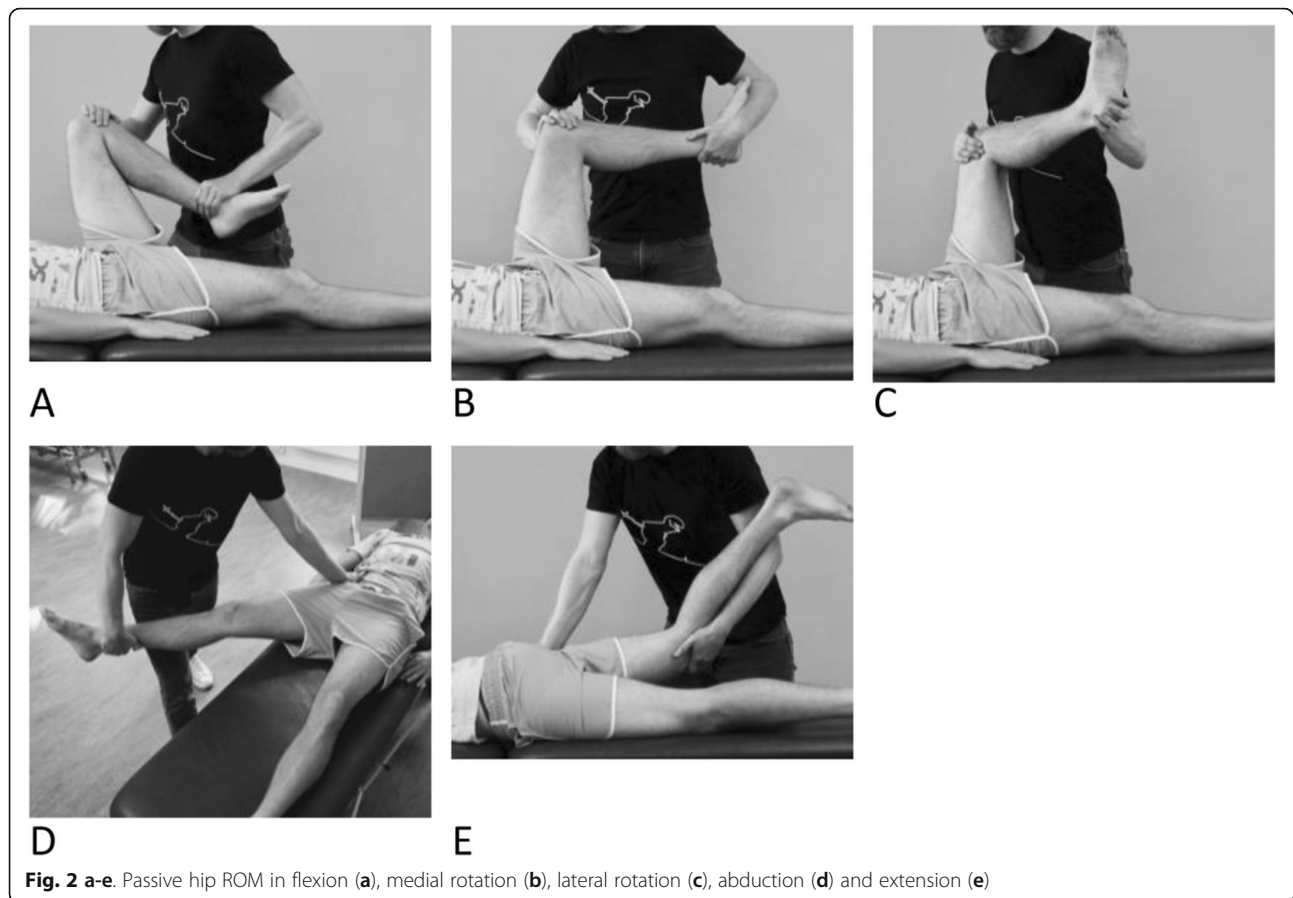 A
B
C
D
E
Fig. 2 a-e. Passive hip ROM in flexion (a), medial rotation (b), lateral rotation (c), abduction (d) and extension (e)